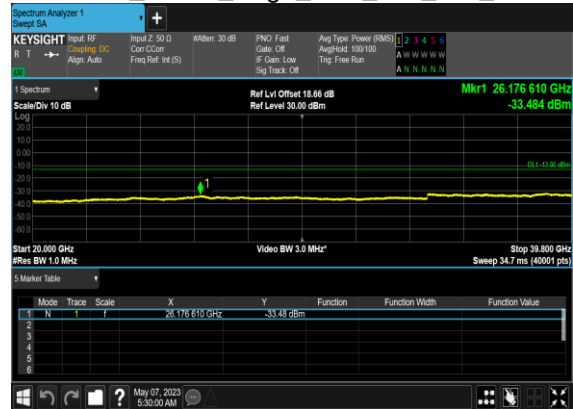 Spectrum Analyzer 1
Swept SA
+
KEYSIGHT Input: RF Input Z: 50 Ω #Atten: 30 dB PNO: Fast Avg Type: Power (RMS) 1 2 3 4 5 6
R T Coupling: DC Corr CCorr Gate: Off Avg|Hold: 100/100 A W W W W W
Align: Auto Freq Ref: Int (S) IF Gain: Low Trig: Free Run
LW Sig Track: Off A N N N N N
1 Spectrum Ref Lvl Offset 18.66 dB Mkr1 26.176 610 GHz
Scale/Div 10 dB Ref Level 30.00 dBm -33.484 dBm
Log
20.0
10.0
0.00
-10.0 DL1 -13.00 dBm
-20.0
-30.0 1
-40.0
-50.0
-60.0
Start 20.000 GHz Video BW 3.0 MHz* Stop 39.800 GHz
#Res BW 1.0 MHz Sweep 34.7 ms (40001 pts)
5 Marker Table
Mode Trace Scale X Y Function Function Width Function Value
1 N 1 f 26.176 610 GHz -33.48 dBm
2
3
4
5
6
? May 07, 2023
5:30:00 AM